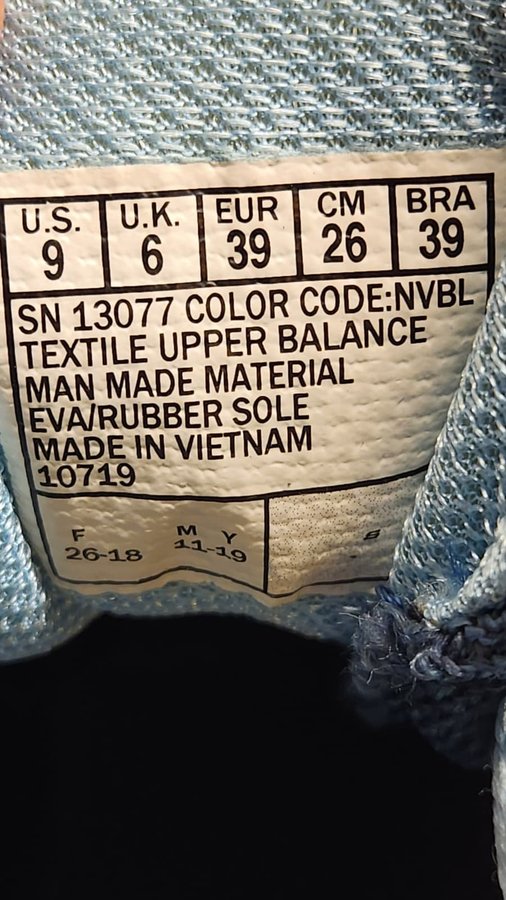 U.S. U.K. EUR CM BRA
9 6 39 26 39
SN 13077 COLOR CODE:NVBL
TEXTILE UPPER BALANCE
MAN MADE MATERIAL
EVA/RUBBER SOLE
MADE IN VIETNAM
10719
F M Y
26-18 11-19